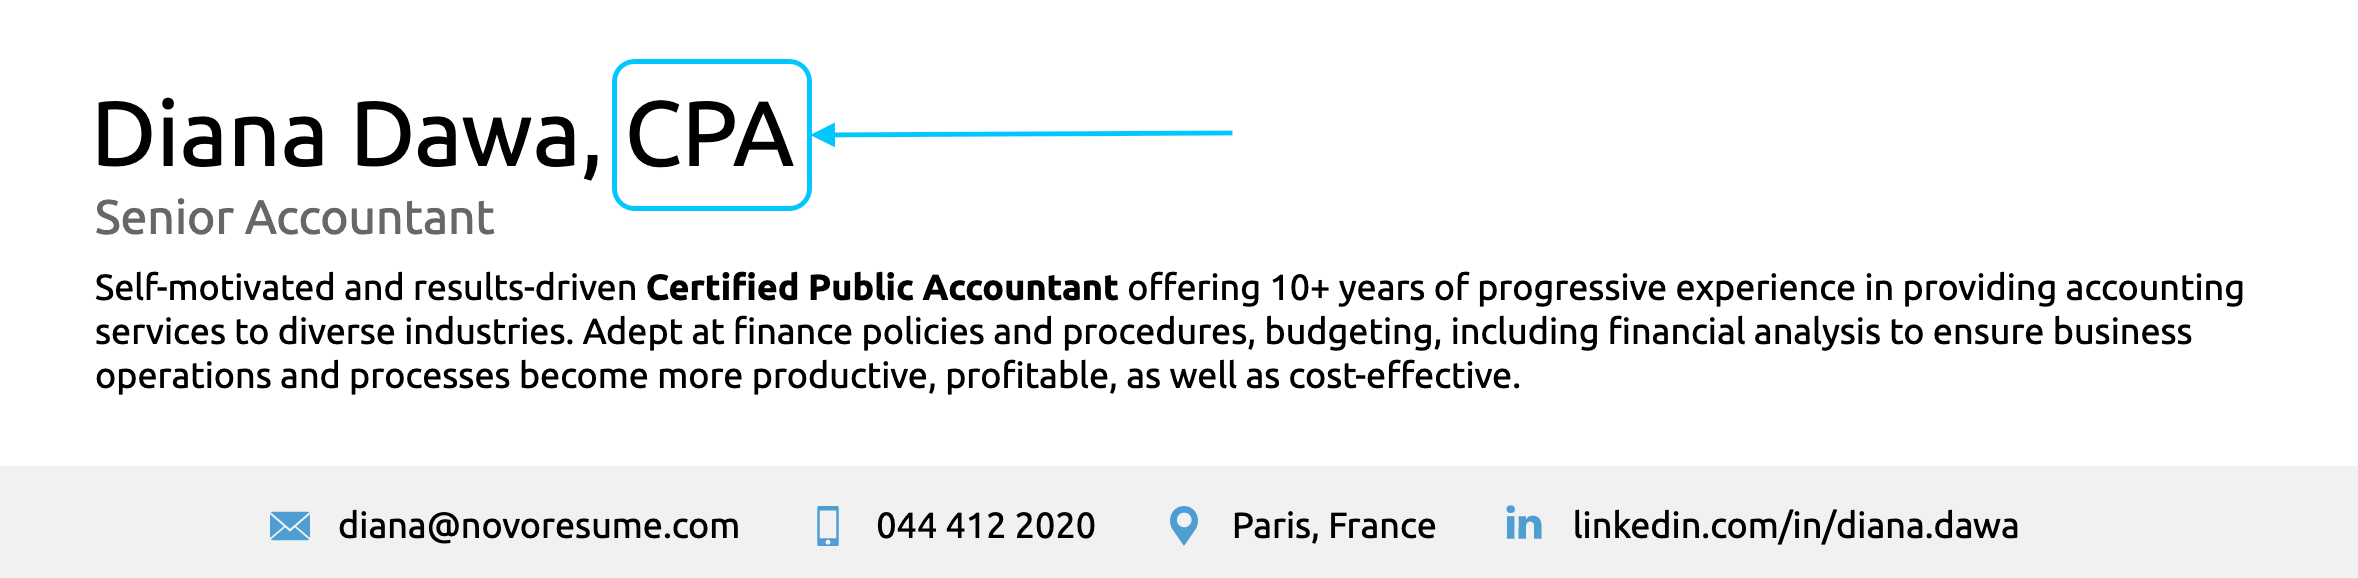 Diana Dawa, CPA
Senior Accountant
Self-motivated and results-driven Certified Public Accountant offering 10+ years of progressive experience in providing accounting
services to diverse industries. Adept at finance policies and procedures, budgeting, including financial analysis to ensure business
operations and processes become more productive, profitable, as well as cost-effective.
diana@novoresume.com 044 412 2020 Paris, France in linkedin.com/in/diana.dawa